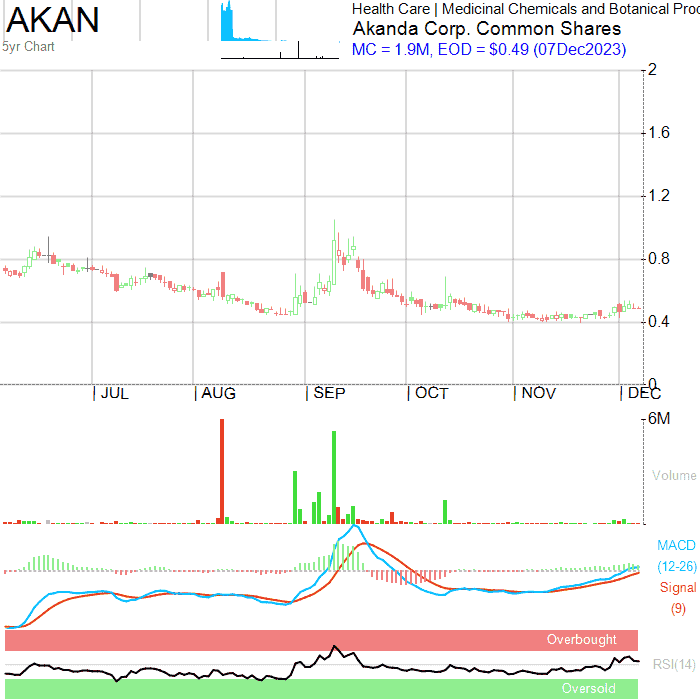 AKAN
5yr Chart
Health Care | Medicinal Chemicals and Botanical Pro
Akanda Corp. Common Shares
MC = 1.9M, EOD = $0.49 (07Dec2023)
2
1.6
1.2
0.8
0.4
0
JUL AUG SEP OCT NOV DEC
6M
Volume
MACD
(12-26)
Signal
(9)
Overbought
RSI(14)
Oversold